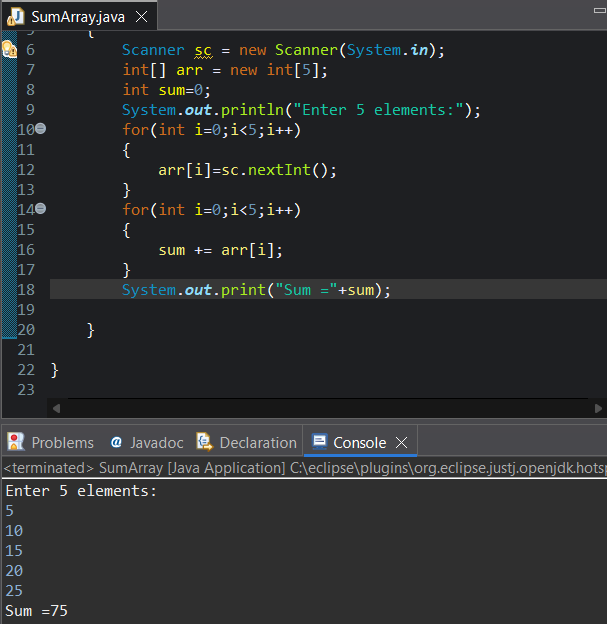 SumArray.java
5 {
6 Scanner sc = new Scanner(System.in);
7 int[] arr = new int[5];
8 int sum=0;
9 System.out.println("Enter 5 elements:");
10 for(int i=0;i<5;i++)
11 {
12 arr[i]=sc.nextInt();
13 }
14 for(int i=0;i<5;i++)
15 {
16 sum += arr[i];
17 }
18 System.out.print("Sum ="+sum);
19
20 }
21
22 }
23
Problems @ Javadoc Declaration Console
<terminated> SumArray [Java Application] C:\eclipse\plugins\org.eclipse.justj.openjdk.hotsp
Enter 5 elements:
5
10
15
20
25
Sum =75